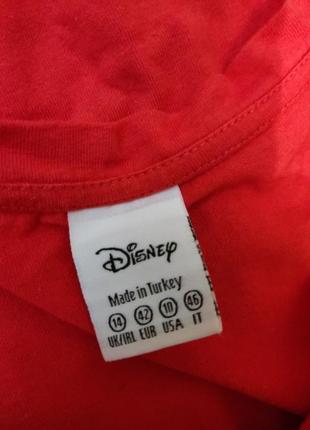 Disney
Made in Turkey
14 42 10 46
UK/IRL EUR USA IT